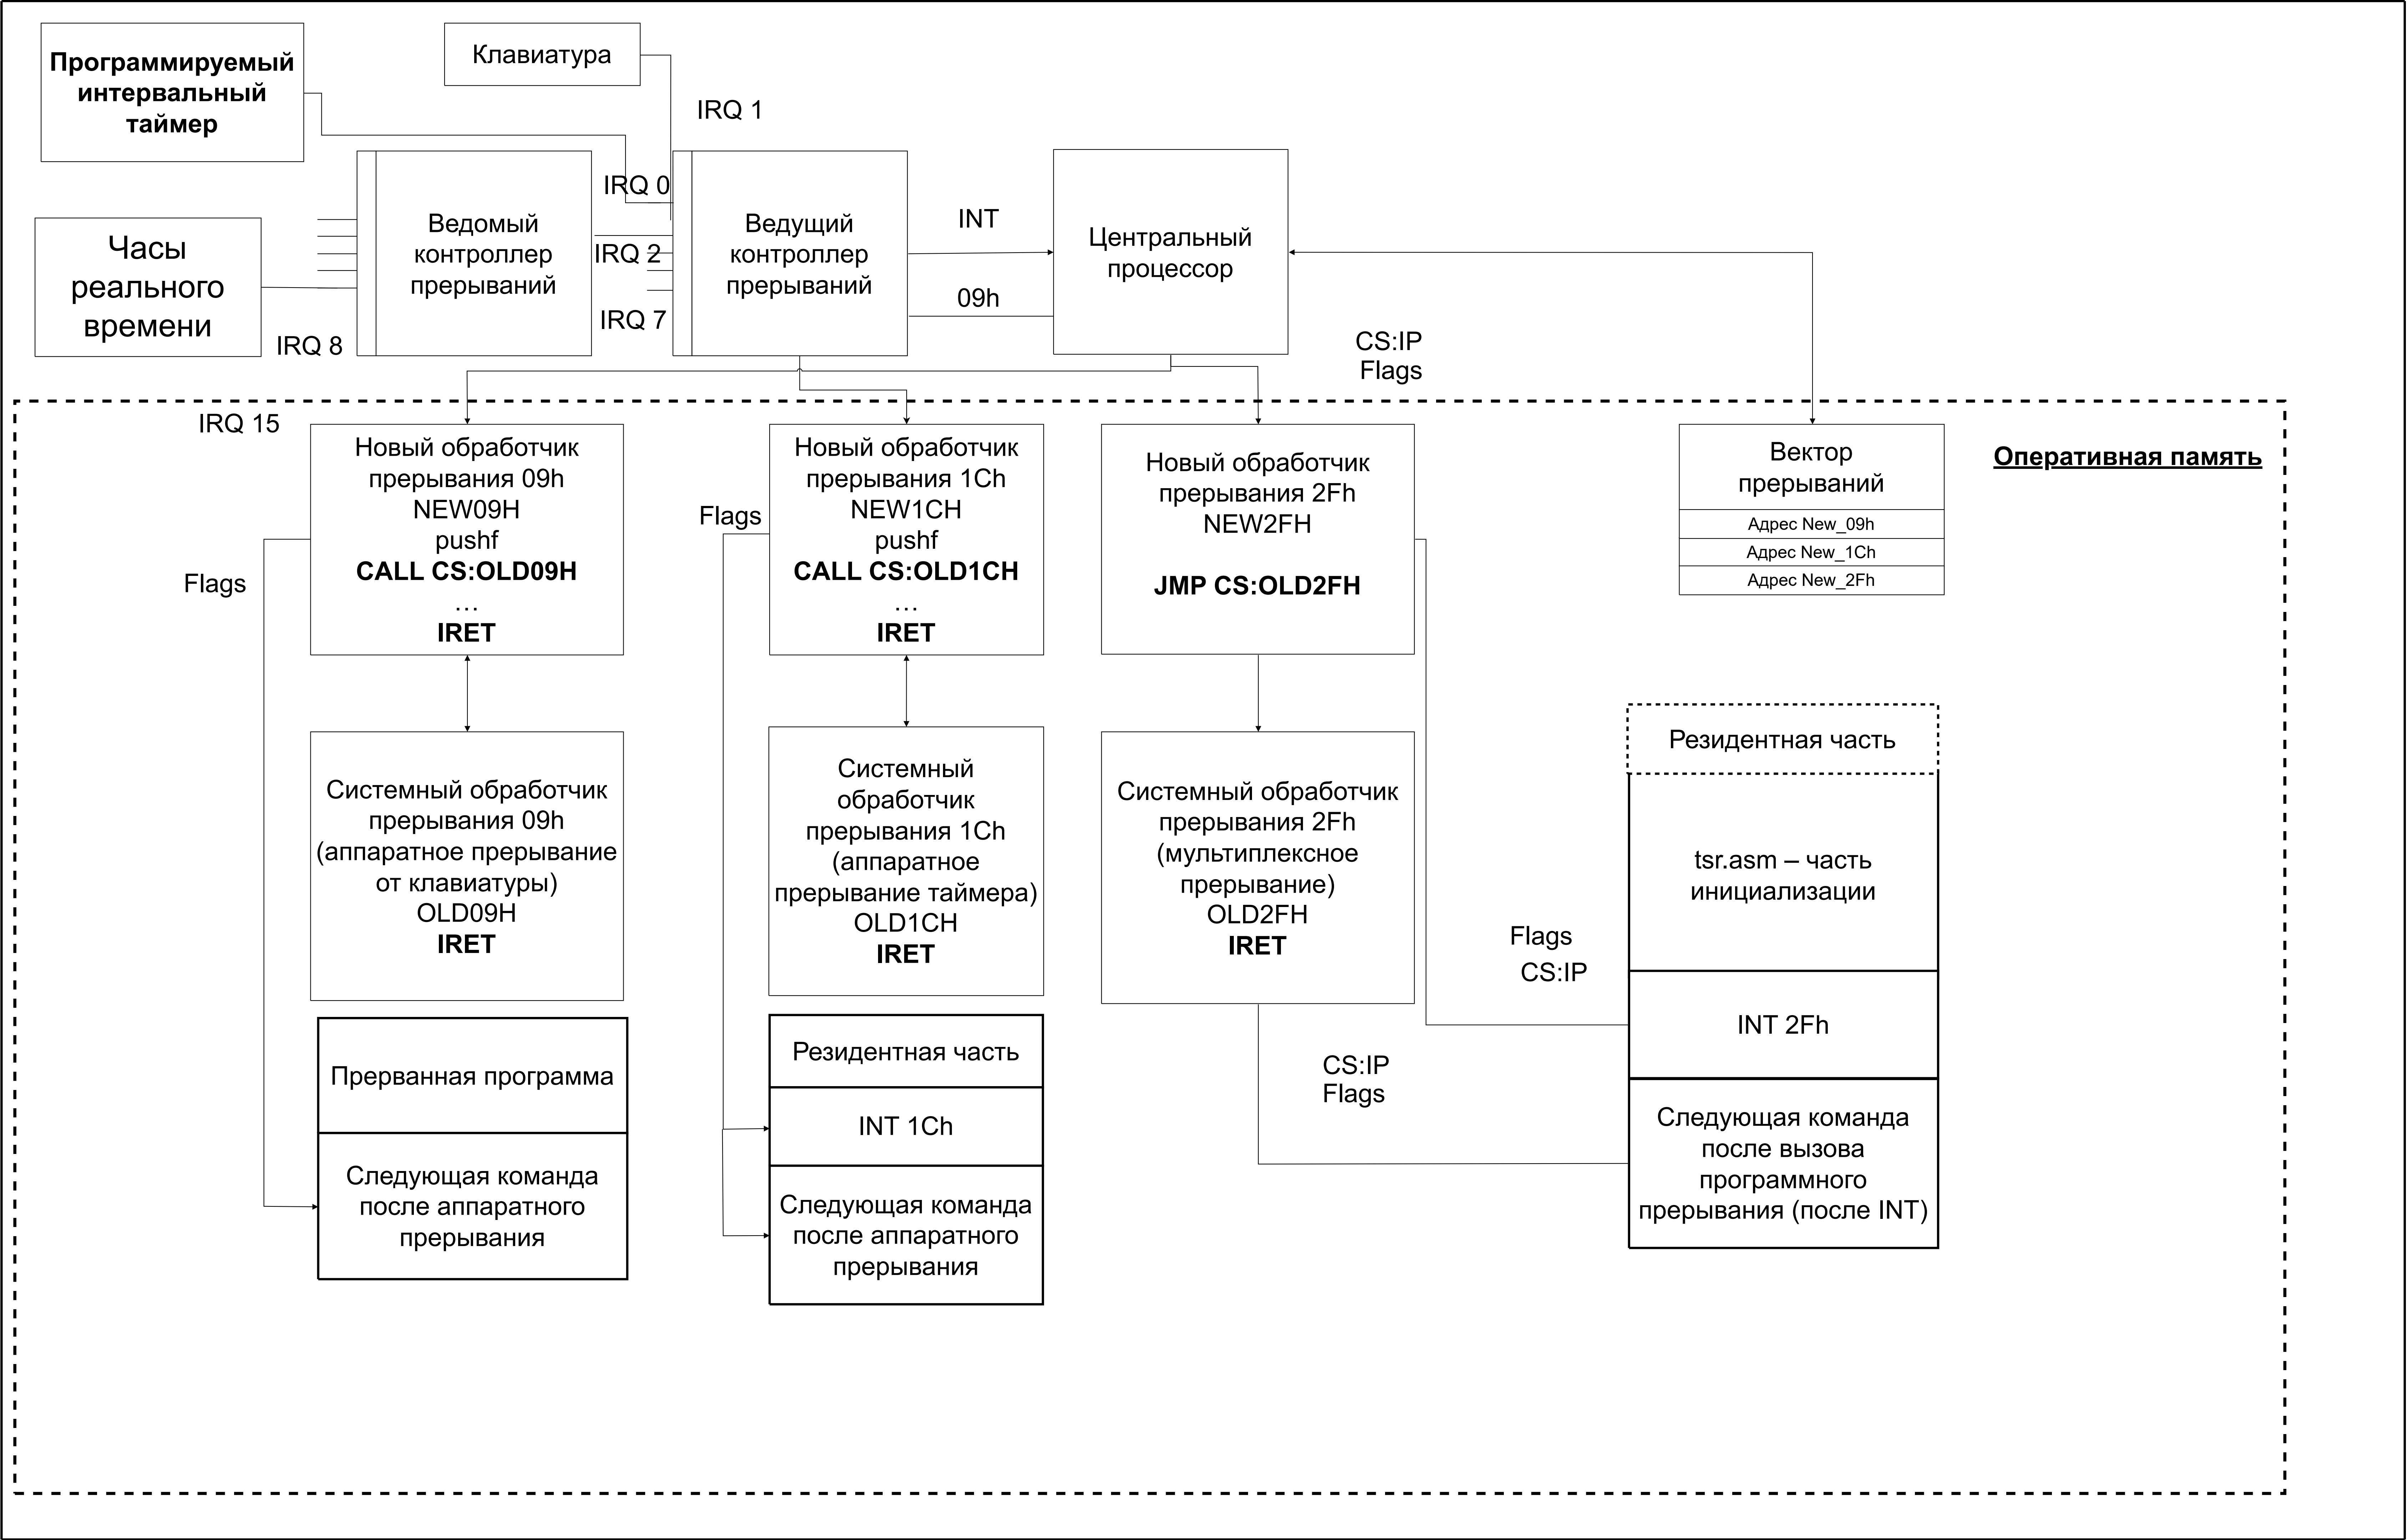 Программируемый
интервальный
таймер
Клавиатура
IRQ 1
Часы
реального
времени
IRQ 8
Ведомый
контроллер
прерываний
IRQ 0
IRQ 2
IRQ 7
Ведущий
контроллер
прерываний
INT
09h
Центральный
процессор
CS:IP
Flags
IRQ 15
Оперативная память
Новый обработчик
прерывания 09h
NEW09H
pushf
CALL CS:OLD09H
...
IRET
Flags
Новый обработчик
прерывания 1Ch
NEW1CH
pushf
CALL CS:OLD1CH
...
IRET
Flags
Новый обработчик
прерывания 2Fh
NEW2FH
JMP CS:OLD2FH
Вектор
прерываний
Адрес New_09h
Адрес New_1Ch
Адрес New_2Fh
Системный обработчик
прерывания 09h
(аппаратное прерывание
от клавиатуры)
OLD09H
IRET
Системный
обработчик
прерывания 1Ch
(аппаратное
прерывание таймера)
OLD1CH
IRET
Системный обработчик
прерывания 2Fh
(мультиплексное
прерывание)
OLD2FH
IRET
Резидентная часть
tsr.asm – часть
инициализации
Flags
CS:IP
INT 2Fh
CS:IP
Flags
Следующая команда
после вызова
программного
прерывания (после INT)
Прерванная программа
Следующая команда
после аппаратного
прерывания
Резидентная часть
INT 1Ch
Следующая команда
после аппаратного
прерывания